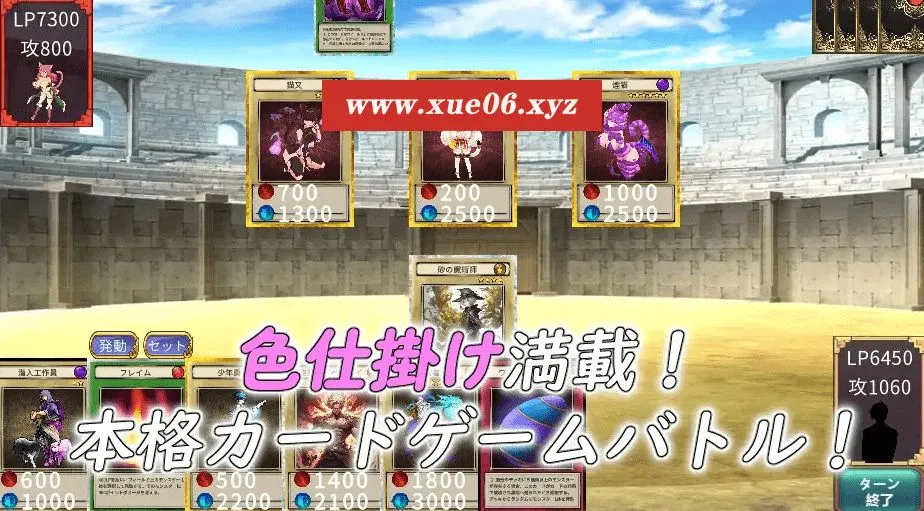 LP7300
攻800
猫又
www.xue06.xyz
煙猫
700
1300
200
2500
1000
2500
砂の魔術師
発動
セット
色仕掛け満載！
LP6450
攻1060
潜入工作員
フレイム
本格カードゲームバトル！
600
1000
500
2200
1400
2100
1800
3000
ターン
終了